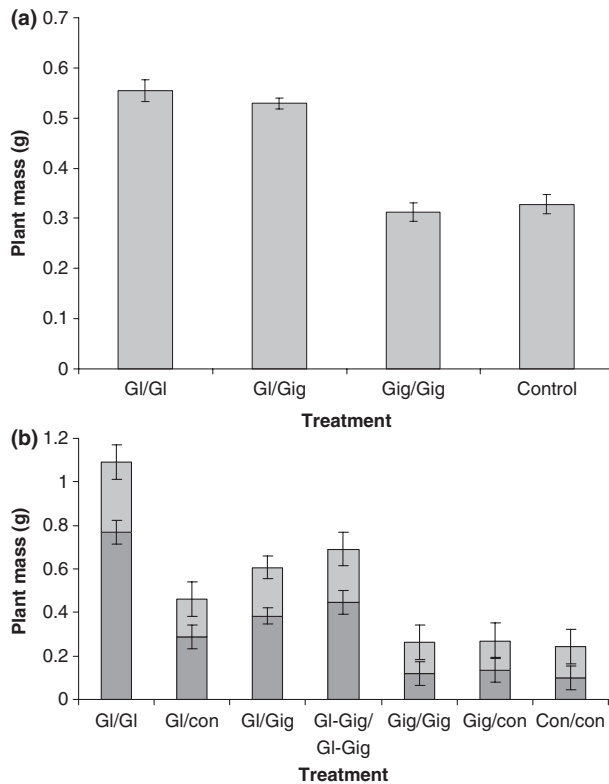 (a)
0.7
0.6
0.5
0.4
0.3
0.2
0.1
0
Plant mass (g)
Gl/Gl Gl/Gig Gig/Gig Control
Treatment
(b)
1.2
1
0.8
0.6
0.4
0.2
0
Plant mass (g)
Gl/Gl Gl/con Gl/Gig Gl-Gig/ Gig/Gig Gig/con Con/con
Gl-Gig
Treatment